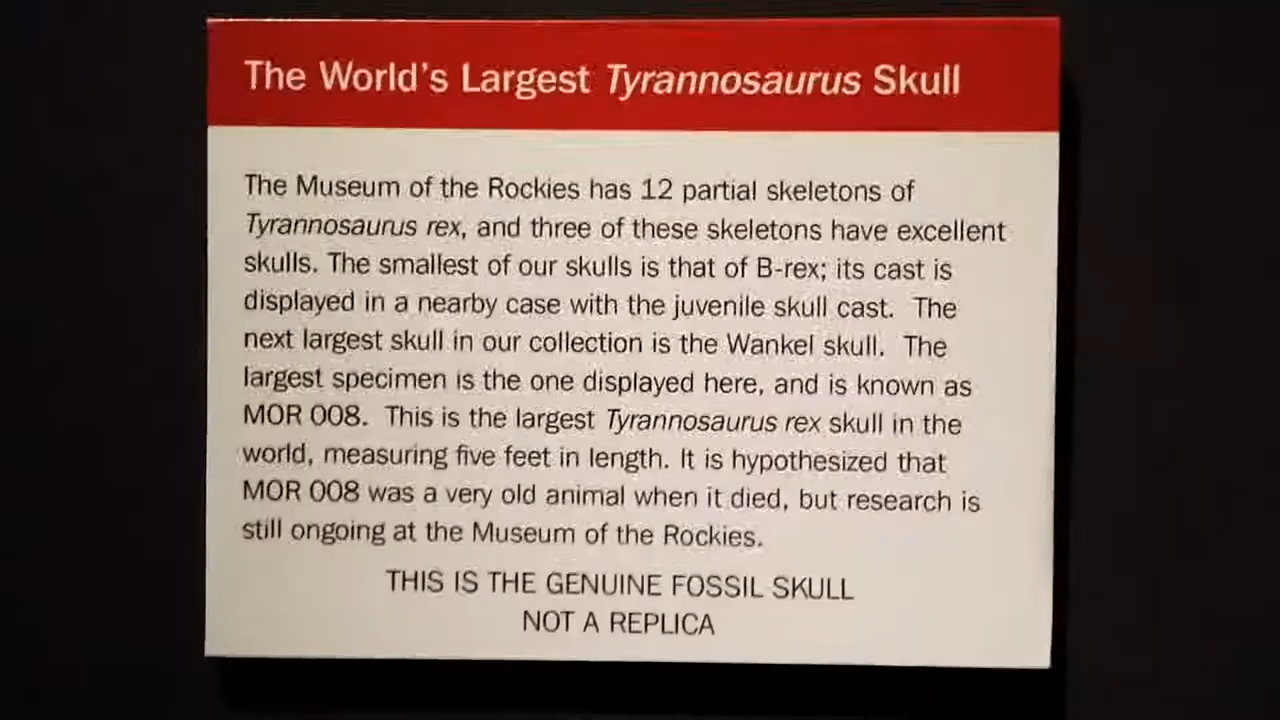 The World's Largest Tyrannosaurus Skull
The Museum of the Rockies has 12 partial skeletons of
Tyrannosaurus rex, and three of these skeletons have excellent
skulls. The smallest of our skulls is that of B-rex; its cast is
displayed in a nearby case with the juvenile skull cast.  The
next largest skull in our collection is the Wankel skull.  The
largest specimen is the one displayed here, and is known as
MOR 008.  This is the largest Tyrannosaurus rex skull in the
world, measuring five feet in length. It is hypothesized that
MOR 008 was a very old animal when it died, but research is
still ongoing at the Museum of the Rockies.
THIS IS THE GENUINE FOSSIL SKULL
NOT A REPLICA